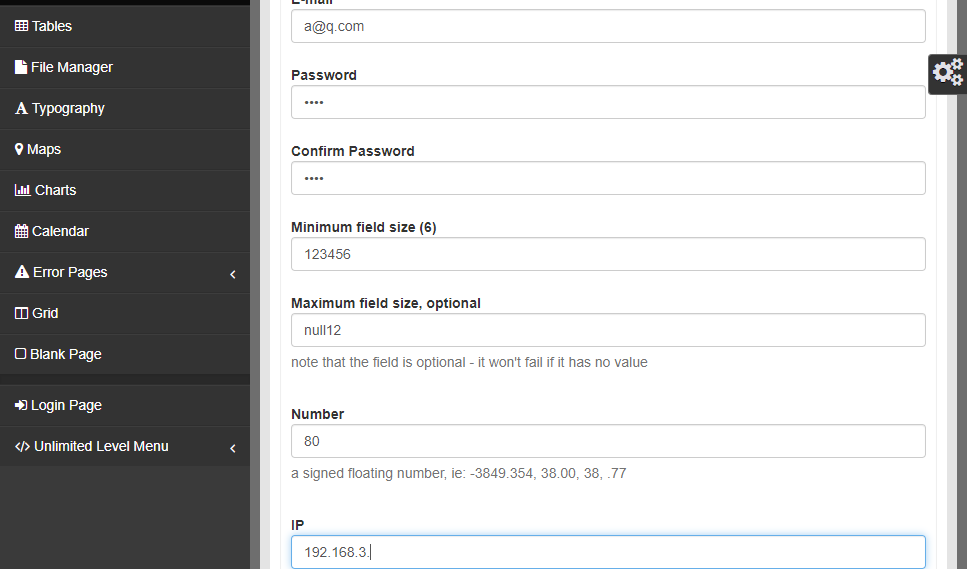 Tables
File Manager
Typography
Maps
Charts
Calendar
Error Pages
Grid
Blank Page
Login Page
Unlimited Level Menu
E-mail
a@q.com
Password
••••
Confirm Password
••••
Minimum field size (6)
123456
Maximum field size, optional
null12
note that the field is optional - it won't fail if it has no value
Number
80
a signed floating number, ie: -3849.354, 38.00, 38, .77
IP
192.168.3.